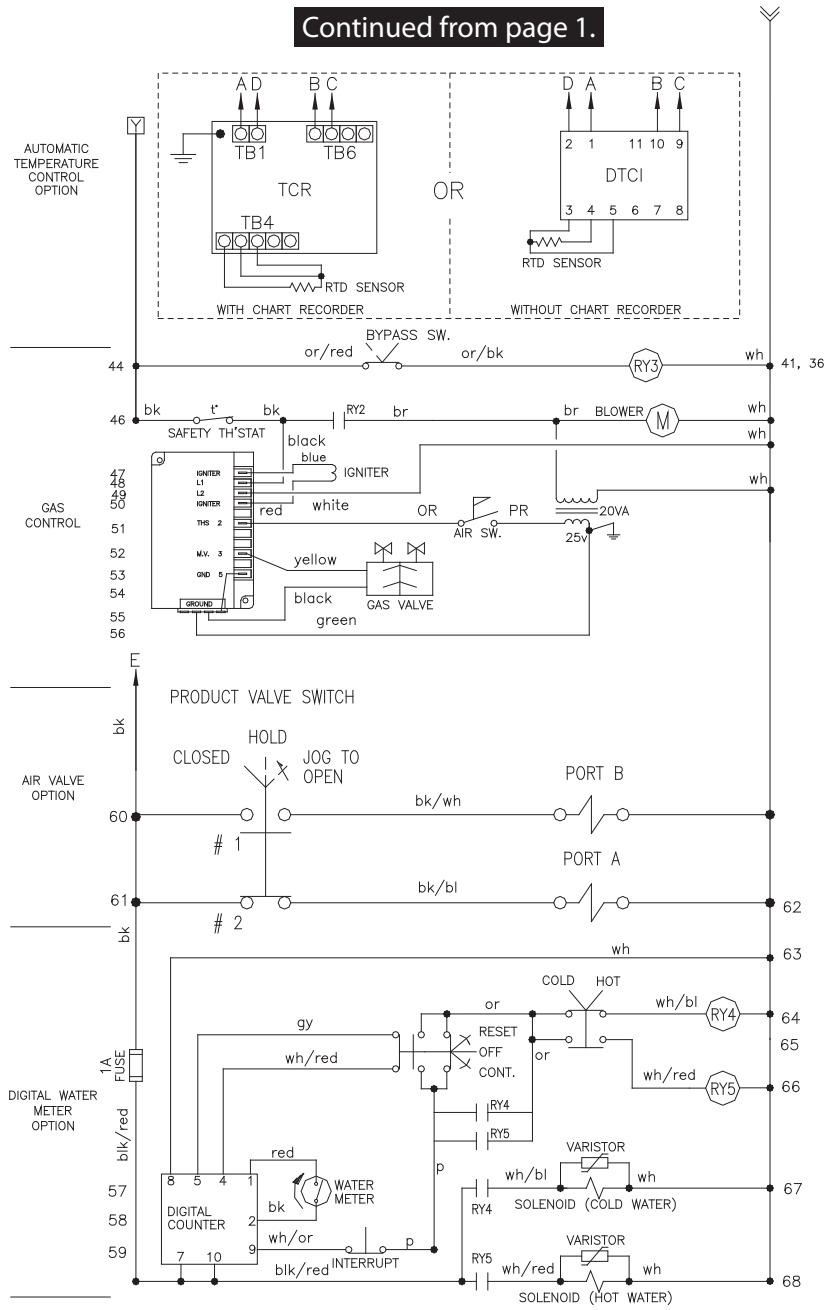 Continued from page 1.
A D B C
D A B C
Y
TB1 TB6
2 1 11 10 9
AUTOMATIC
TEMPERATURE
CONTROL
OPTION
TCR
OR
DTCI
TB4
3 4 5 6 7 8
RTD SENSOR
RTD SENSOR
WITH CHART RECORDER
WITHOUT CHART RECORDER
BYPASS SW.
44 or/red or/bk RY3 wh 41, 36
46 bk t° bk RY2 br br BLOWER M wh
SAFETY TH'STAT
black
wh
blue
IGNITER
47 IGNITER
48 L1
wh
49 L2
50 IGNITER
red white
GAS
CONTROL
OR PR
20VA
51 THS 2
AIR SW.
25v
52 M.V. 3
yellow
53 GND 5
54
black
GAS VALVE
GROUND
55
green
56
E
PRODUCT VALVE SWITCH
bk
HOLD
CLOSED JOG TO
OPEN
AIR VALVE
OPTION
PORT B
60 bk/wh
# 1
PORT A
61 bk/bl 62
# 2
bk
wh 63
COLD HOT
or wh/bl RY4 64
gy
RESET
65
1A
FUSE
wh/red
OFF
or
CONT.
wh/red RY5 66
DIGITAL WATER
METER
OPTION
RY4
RY5
blk/red
red
p
VARISTOR
wh/bl wh
57 8 5 4 1
WATER
METER
RY4
67
SOLENOID (COLD WATER)
58 DIGITAL
COUNTER
2 bk
wh/or p
59 9
INTERRUPT
7 10
VARISTOR
RY5 wh/red wh
blk/red
68
SOLENOID (HOT WATER)